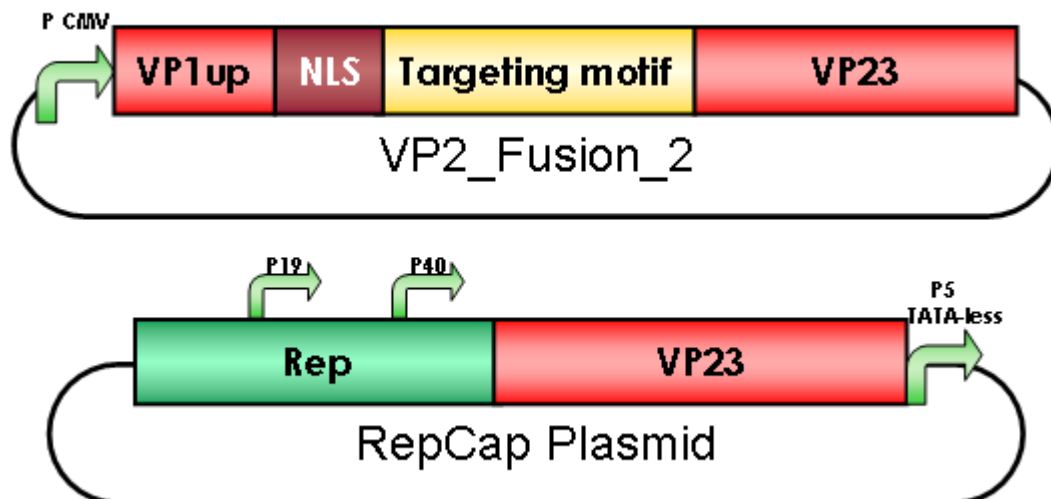 P CMV
VP1up NLS Targeting motif VP23
VP2_Fusion_2
P19 P40
P5
TATA-less
Rep VP23
RepCap Plasmid